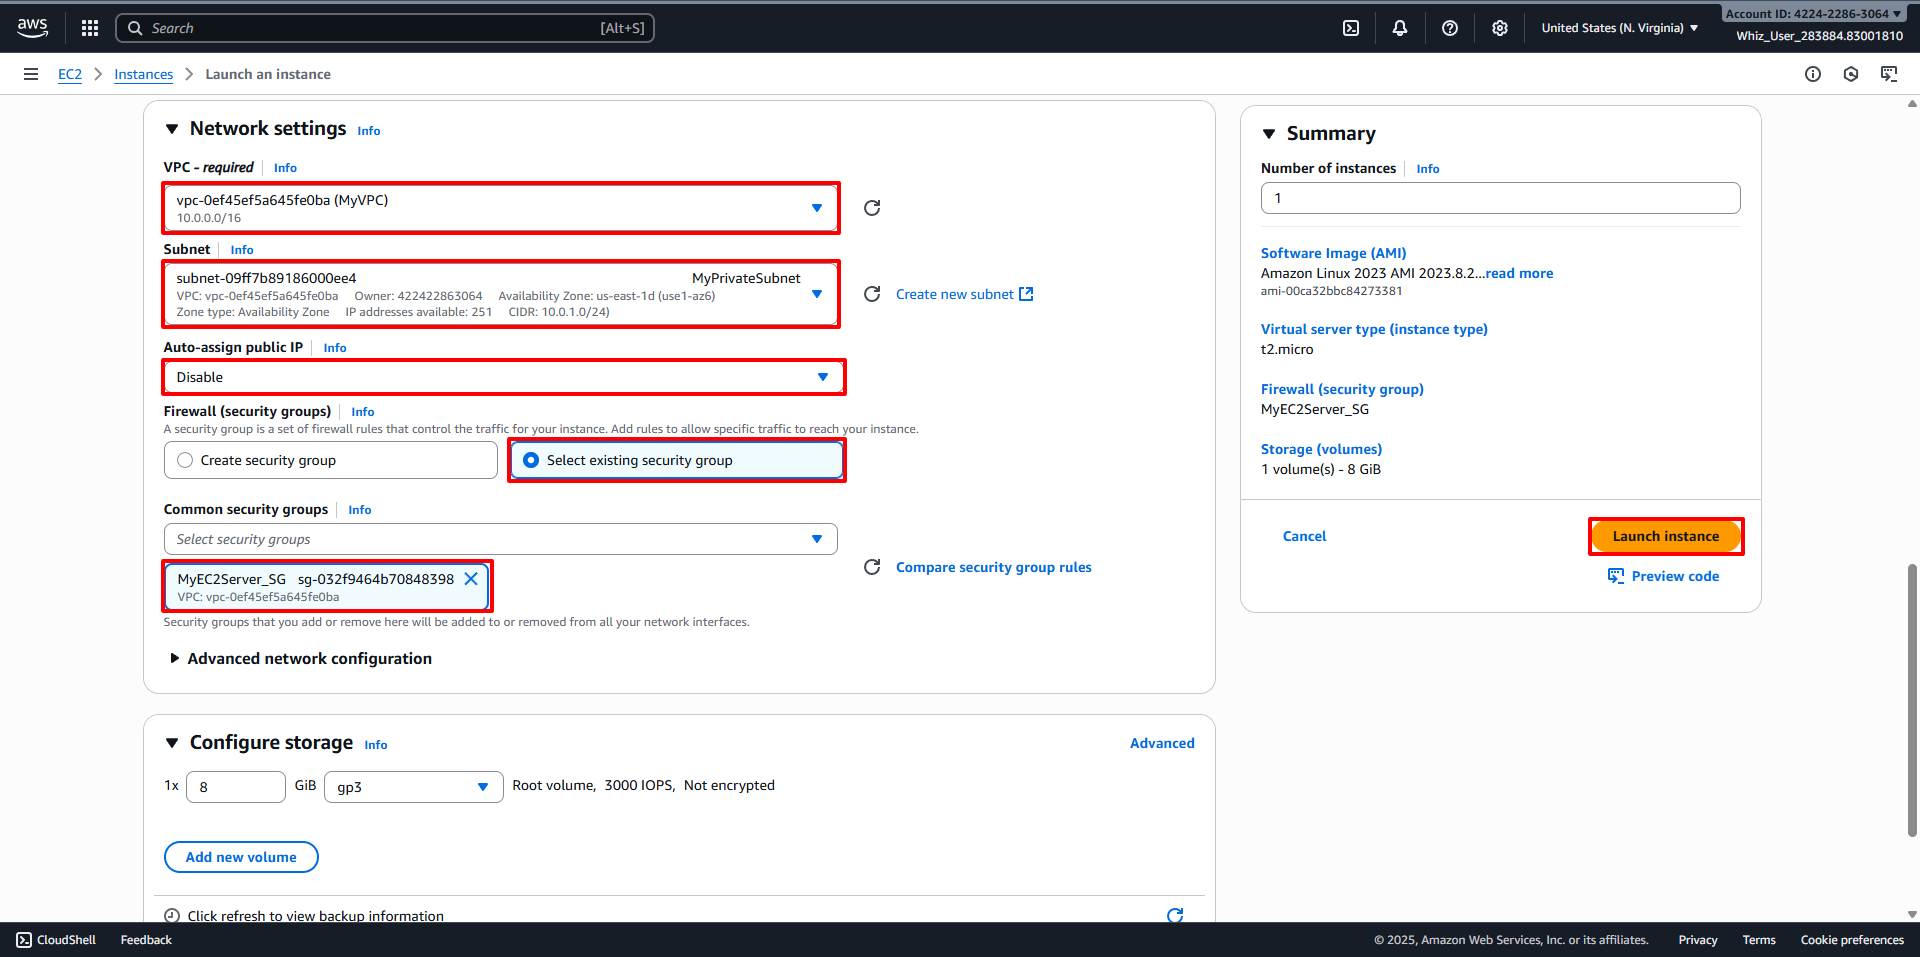 aws
Search [Alt+S]
United States (N. Virginia)
Account ID: 4224-2286-3064
Whiz_User_283884.83001810
EC2 Instances Launch an instance
Network settings Info
VPC - required Info
vpc-0ef45ef5a645fe0ba (MyVPC)
10.0.0.0/16
Subnet Info
subnet-09ff7b89186000ee4 MyPrivateSubnet
VPC: vpc-0ef45ef5a645fe0ba Owner: 422422863064 Availability Zone: us-east-1d (use1-az6)
Zone type: Availability Zone IP addresses available: 251 CIDR: 10.0.1.0/24)
Create new subnet
Auto-assign public IP Info
Disable
Firewall (security groups) Info
A security group is a set of firewall rules that control the traffic for your instance. Add rules to allow specific traffic to reach your instance.
Create security group
Select existing security group
Common security groups Info
Select security groups
MyEC2Server_SG sg-032f9464b70848398
VPC: vpc-0ef45ef5a645fe0ba
Compare security group rules
Security groups that you add or remove here will be added to or removed from all your network interfaces.
Advanced network configuration
Configure storage Info
Advanced
1x 8 GiB gp3 Root volume, 3000 IOPS, Not encrypted
Add new volume
Click refresh to view backup information
Summary
Number of instances Info
1
Software Image (AMI)
Amazon Linux 2023 AMI 2023.8.2...read more
ami-00ca32bbc84273381
Virtual server type (instance type)
t2.micro
Firewall (security group)
MyEC2Server_SG
Storage (volumes)
1 volume(s) - 8 GiB
Cancel
Launch instance
Preview code
CloudShell Feedback
© 2025, Amazon Web Services, Inc. or its affiliates. Privacy Terms Cookie preferences